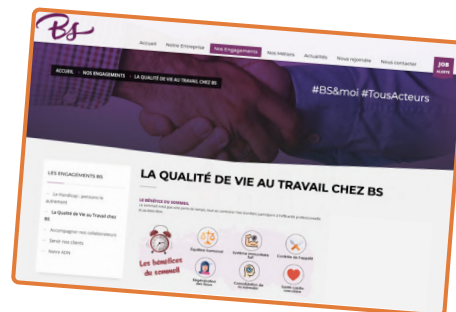 Bs
Accueil Notre Entreprise Nos Engagements Nos Métiers Actualités Nous rejoindre Nous contacter JOB
ALERTE
ACCUEIL NOS ENGAGEMENTS LA QUALITÉ DE VIE AU TRAVAIL CHEZ BS
#BS&moi #TousActeurs
LES ENGAGEMENTS BS
LA QUALITÉ DE VIE AU TRAVAIL CHEZ BS
Le Handicap : pensons-le
autrement
La Qualité de Vie au Travail chez
BS
Accompagner nos collaborateurs
Servir nos clients
Notre ADN
LE BÉNÉFICE DU SOMMEIL
Les bénéfices
du sommeil
Équilibre hormonal
Contrôle de l'appétit
Régénération
des tissus
Consolidation de
la mémoire